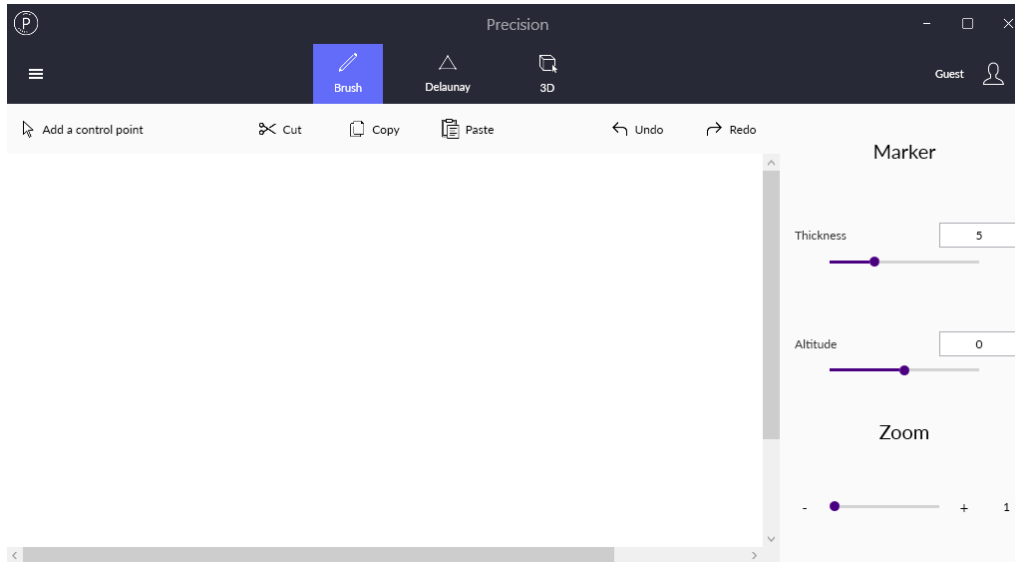 P
Precision
Brush
Delaunay
3D
Guest
Add a control point
Cut
Copy
Paste
Undo
Redo
Marker
Thickness
5
Altitude
0
Zoom
-
+
1